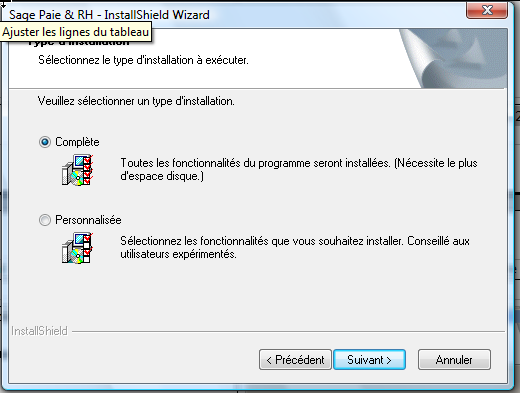 Sage Paie & RH - InstallShield Wizard
Ajuster les lignes du tableau
Type d'installation
Sélectionnez le type d'installation à exécuter.
Veuillez sélectionner un type d'installation.
Complète
Toutes les fonctionnalités du programme seront installées. (Nécessite le plus
d'espace disque.)
Personnalisée
Sélectionnez les fonctionnalités que vous souhaitez installer. Conseillé aux
utilisateurs expérimentés.
InstallShield
< Précédent
Suivant >
Annuler